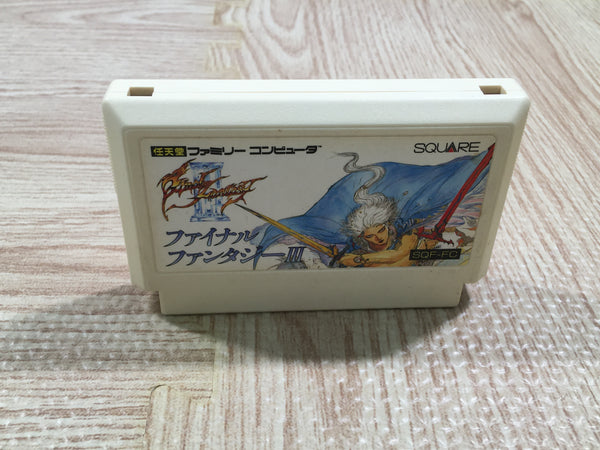 任天堂 ファミリーコンピュータ
SQUARE
FINAL FANTASY
III
ファイナル
ファンタジーIII
SQF-FC